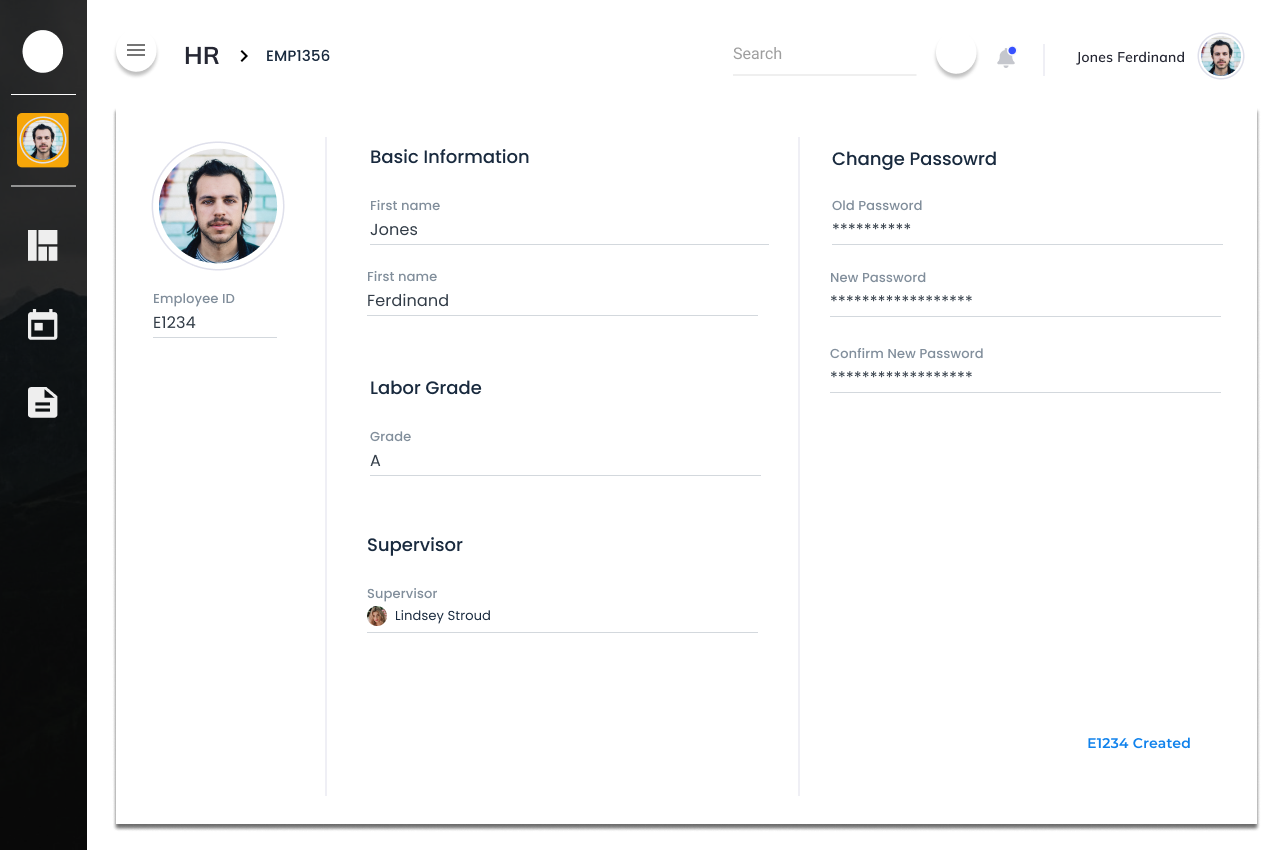 HR
EMP1356
Search
Jones Ferdinand
Employee ID
E1234
Basic Information
First name
Jones
First name
Ferdinand
Labor Grade
Grade
A
Supervisor
Supervisor
Lindsey Stroud
Change Passowrd
Old Password
**********
New Password
******************
Confirm New Password
******************
E1234 Created